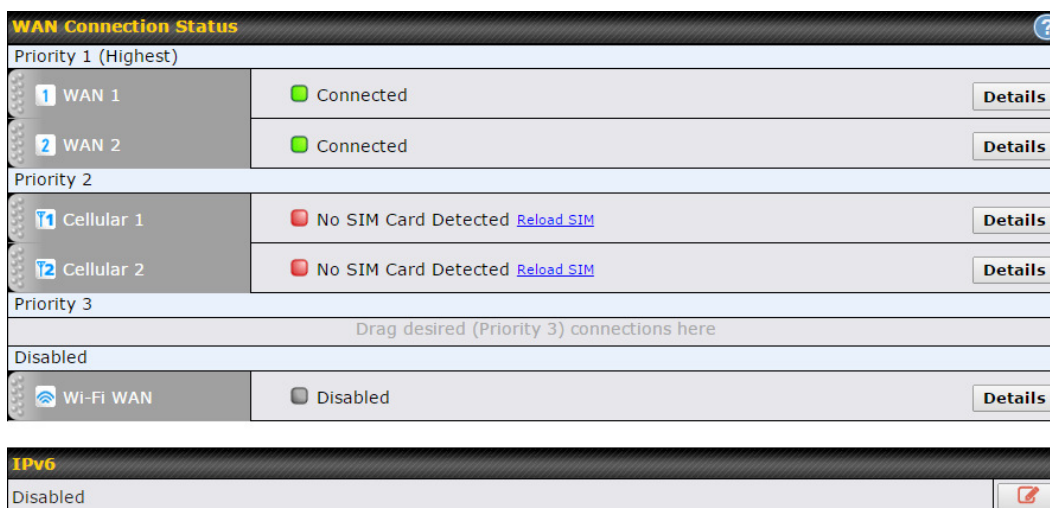 WAN Connection Status
?
Priority 1 (Highest)
1 WAN 1 Connected Details
2 WAN 2 Connected Details
Priority 2
1 Cellular 1 No SIM Card Detected Reload SIM Details
2 Cellular 2 No SIM Card Detected Reload SIM Details
Priority 3
Drag desired (Priority 3) connections here
Disabled
Wi-Fi WAN Disabled Details
IPv6
Disabled